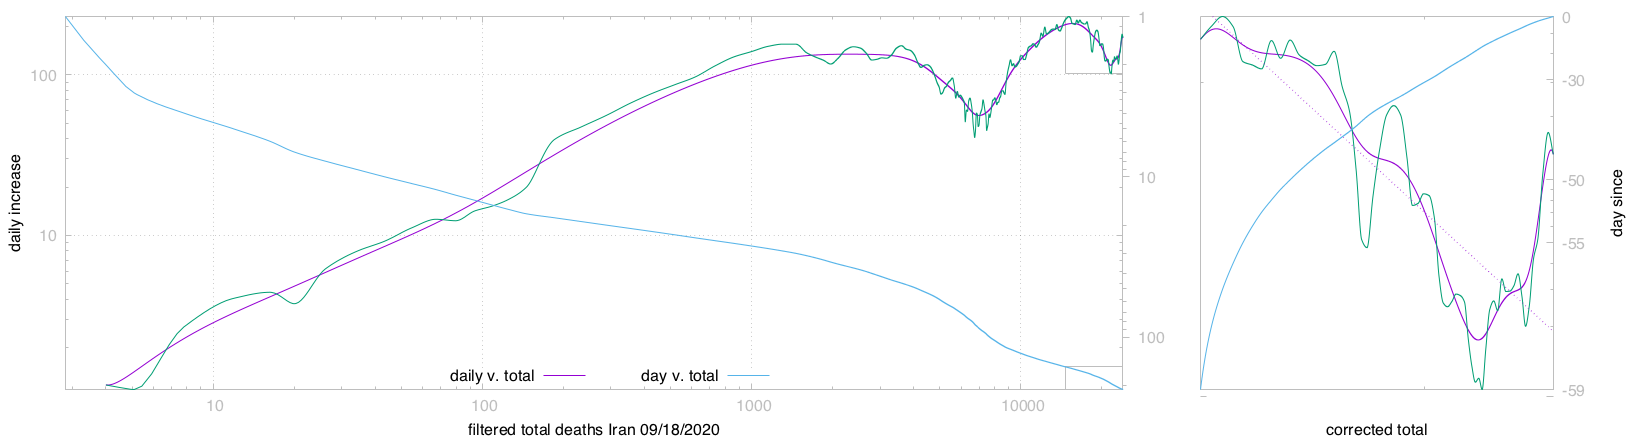 1
0
100
-30
10
-50
-55
10
100
-59
daily increase
day since
daily v. total
day v. total
10
100
1000
10000
filtered total deaths Iran 09/18/2020
corrected total